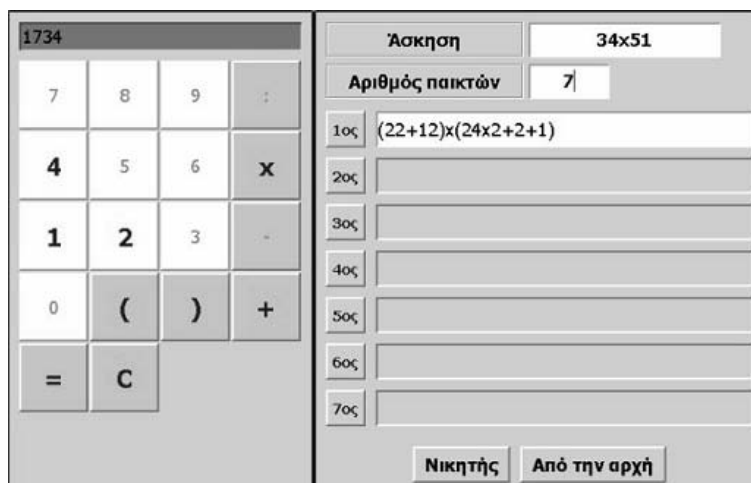 1734
7 8 9 :
4 5 6 x
1 2 3 -
0 ( ) +
= C
Άσκηση 34x51
Αριθμός παικτών 7
1ος (22+12)x(24x2+2+1)
2ος
3ος
4ος
5ος
6ος
7ος
Νικητής Από την αρχή